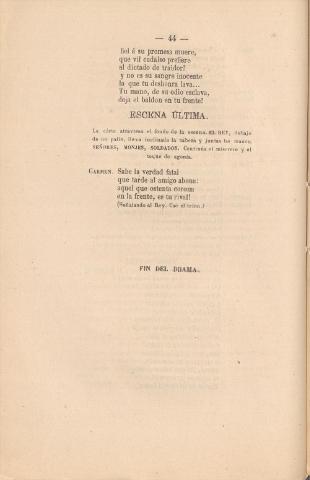 — 44 —
fiel á su promesa muere,
que vil cadalso prefiere
al dictado de traidor!
y no es su sangre inocente
la que tu deshonra lava...
Tu mano, de su odio esclava,
deja el baldon en tu frente!
ESCENA ÚLTIMA.
La córte atraviesa el fondo de la escena. EL REY, debajo
de un palio, lleva inclinada la cabeza y juntas las manos,
SEÑORES, MONJES, SOLDADOS. Continúa el miserere y el
toque de agonía.
CARMEN. Sabe la verdad fatal
que tarde al amigo abona:
aquel que ostenta corona
en la frente, es tu rival!
(Señalando al Rey. Cae el telon.)
FIN DEL DRAMA.